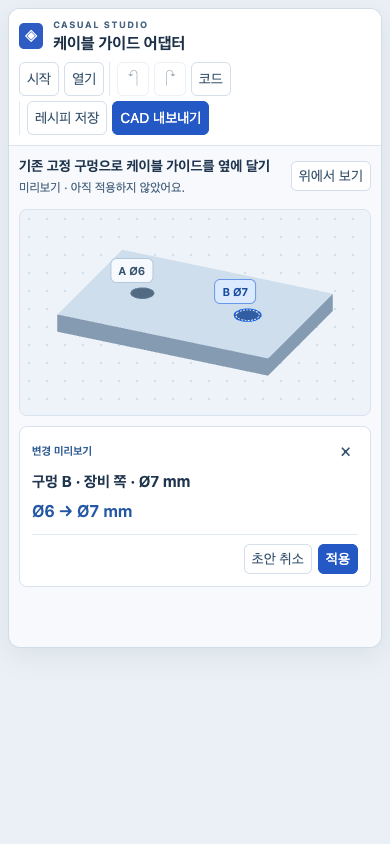 CASUAL STUDIO
케이블 가이드 어댑터
시작 열기 코드
레시피 저장 CAD 내보내기
기존 고정 구멍으로 케이블 가이드를 옆에 달기
미리보기 · 아직 적용하지 않았어요.
위에서 보기
A Ø6
B Ø7
변경 미리보기
구멍 B · 장비 쪽 · Ø7 mm
Ø6 → Ø7 mm
초안 취소 적용